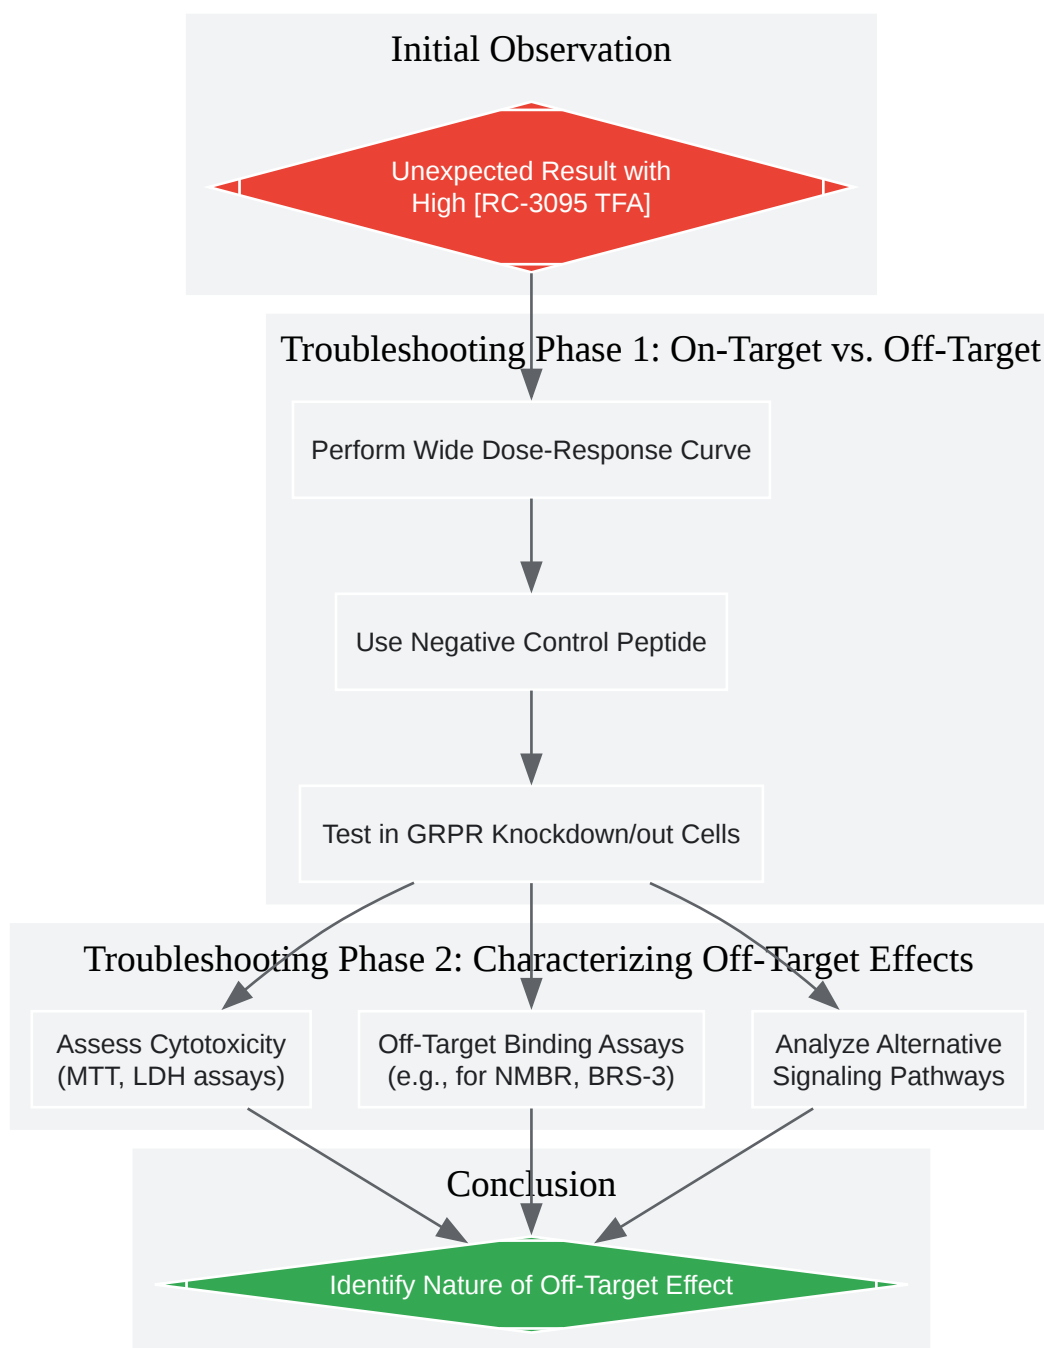 Initial Observation
Unexpected Result with
High [RC-3095 TFA]
Troubleshooting Phase 1: On-Target vs. Off-Target
Perform Wide Dose-Response Curve
Use Negative Control Peptide
Test in GRPR Knockdown/out Cells
Troubleshooting Phase 2: Characterizing Off-Target Effects
Assess Cytotoxicity
(MTT, LDH assays)
Off-Target Binding Assays
(e.g., for NMBR, BRS-3)
Analyze Alternative
Signaling Pathways
Conclusion
Identify Nature of Off-Target Effect